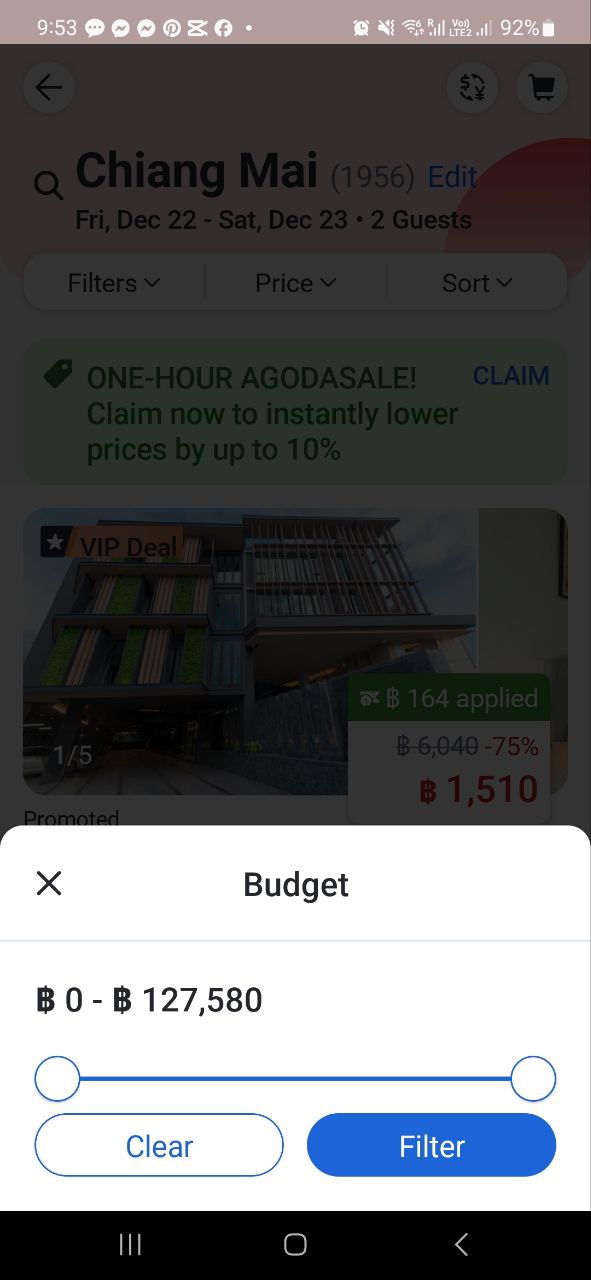 9:53
R
Vo))
LTE2
92%
Chiang Mai (1956) Edit
Fri, Dec 22 - Sat, Dec 23 • 2 Guests
Filters
Price
Sort
ONE-HOUR AGODASALE!
CLAIM
Claim now to instantly lower
prices by up to 10%
VIP Deal
฿ 164 applied
1/5
฿ 6,040 -75%
฿ 1,510
Promoted
Budget
฿ 0 - ฿ 127,580
Clear
Filter